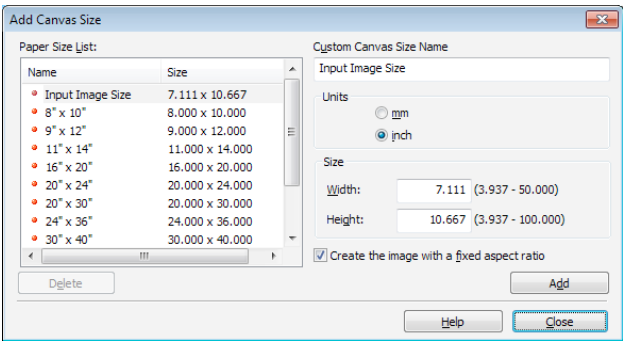 Add Canvas Size
Paper Size List:
Name Size
Input Image Size 7.111 x 10.667
8" x 10" 8.000 x 10.000
9" x 12" 9.000 x 12.000
11" x 14" 11.000 x 14.000
16" x 20" 16.000 x 20.000
20" x 24" 20.000 x 24.000
20" x 30" 20.000 x 30.000
24" x 36" 24.000 x 36.000
30" x 40" 30.000 x 40.000
Delete
Custom Canvas Size Name
Input Image Size
Units
mm
inch
Size
Width: 7.111 (3.937 - 50.000)
Height: 10.667 (3.937 - 100.000)
Create the image with a fixed aspect ratio
Add
Help Close